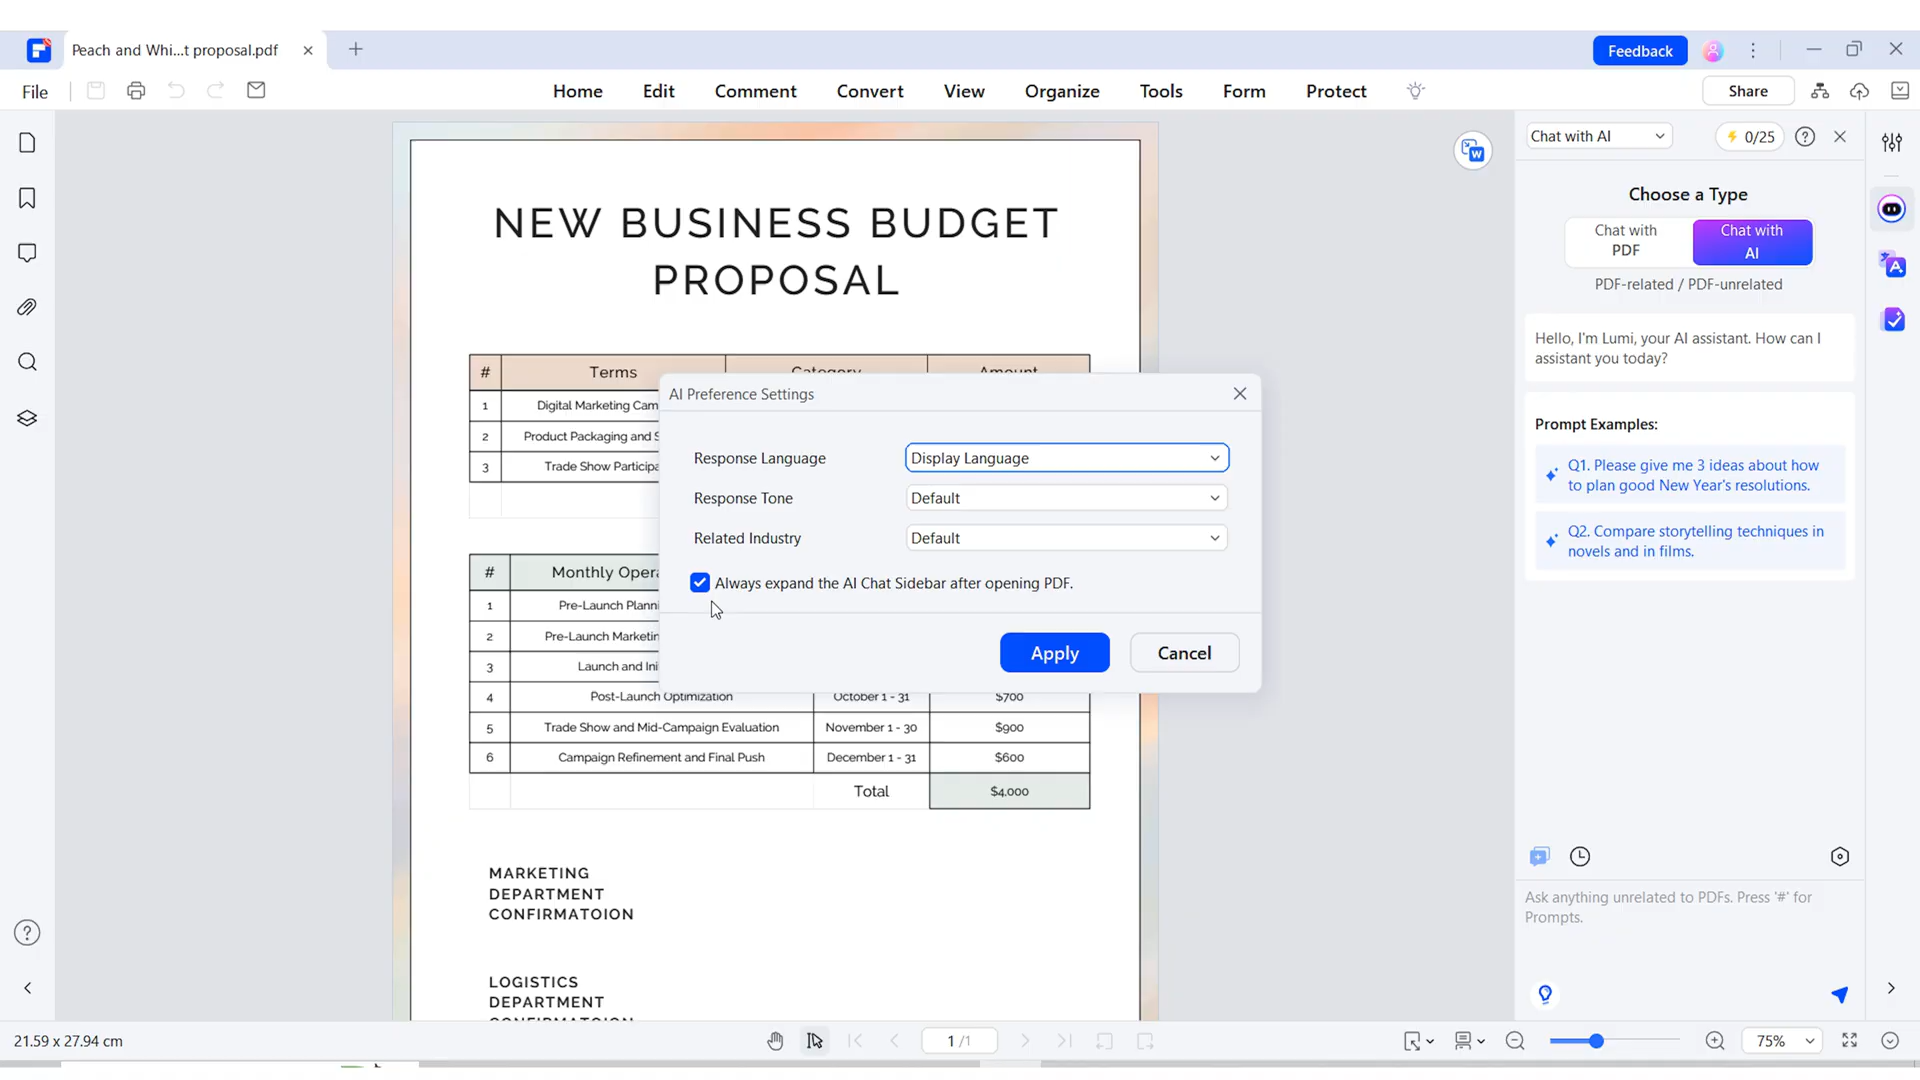 Peach and Whi...t proposal.pdf
Feedback
File
Home
Edit
Comment
Convert
View
Organize
Tools
Form
Protect
Share
NEW BUSINESS BUDGET
PROPOSAL
# Terms Category Amount
1 Digital Marketing Cam
2 Product Packaging and S
3 Trade Show Participa
# Monthly Opera
1 Pre-Launch Planni
2 Pre-Launch Marketin
3 Launch and Ini
4 Post-Launch Optimization October 1 - 31 $700
5 Trade Show and Mid-Campaign Evaluation November 1 - 30 $900
6 Campaign Refinement and Final Push December 1 - 31 $600
Total $4,000
MARKETING
DEPARTMENT
CONFIRMATOION
LOGISTICS
DEPARTMENT
CONFIRMATOION
AI Preference Settings
Response Language Display Language
Response Tone Default
Related Industry Default
Always expand the AI Chat Sidebar after opening PDF.
Apply
Cancel
Chat with AI
0/25
Choose a Type
Chat with
PDF
Chat with
AI
PDF-related / PDF-unrelated
Hello, I'm Lumi, your AI assistant. How can I
assistant you today?
Prompt Examples:
Q1. Please give me 3 ideas about how
to plan good New Year's resolutions.
Q2. Compare storytelling techniques in
novels and in films.
Ask anything unrelated to PDFs. Press '#' for
Prompts.
21.59 x 27.94 cm
1 /1
75%